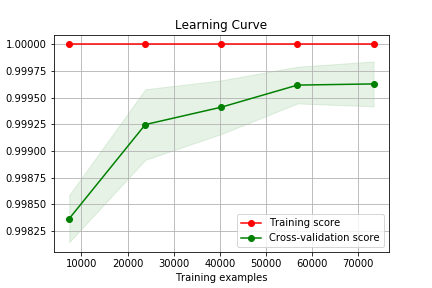 Learning Curve
1.00000
0.99975
0.99950
0.99925
0.99900
0.99875
0.99850
0.99825
Training score
Cross-validation score
10000 20000 30000 40000 50000 60000 70000
Training examples